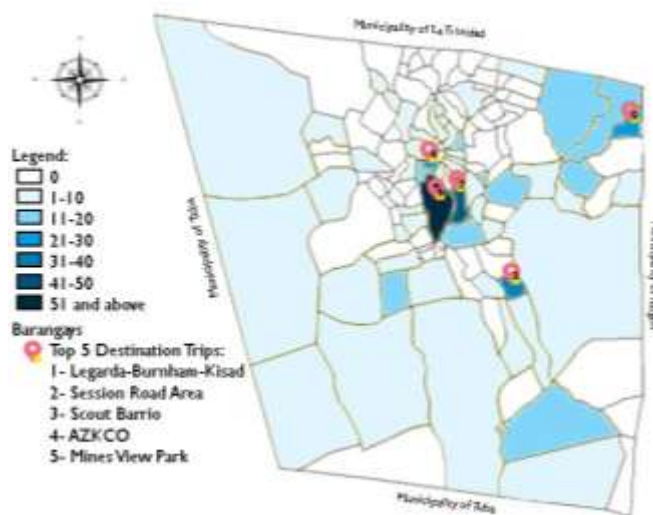 Municipality of La Trinidad
Legend:
0
1-10
11-20
21-30
31-40
41-50
51 and above
Municipality of Tuba
Barangays
Top 5 Destination Trips:
1- Legarda-Burnham-Kisad
2- Session Road Area
3- Scout Barrio
4- AZKCO
5- Mines View Park
Municipality of Tuba